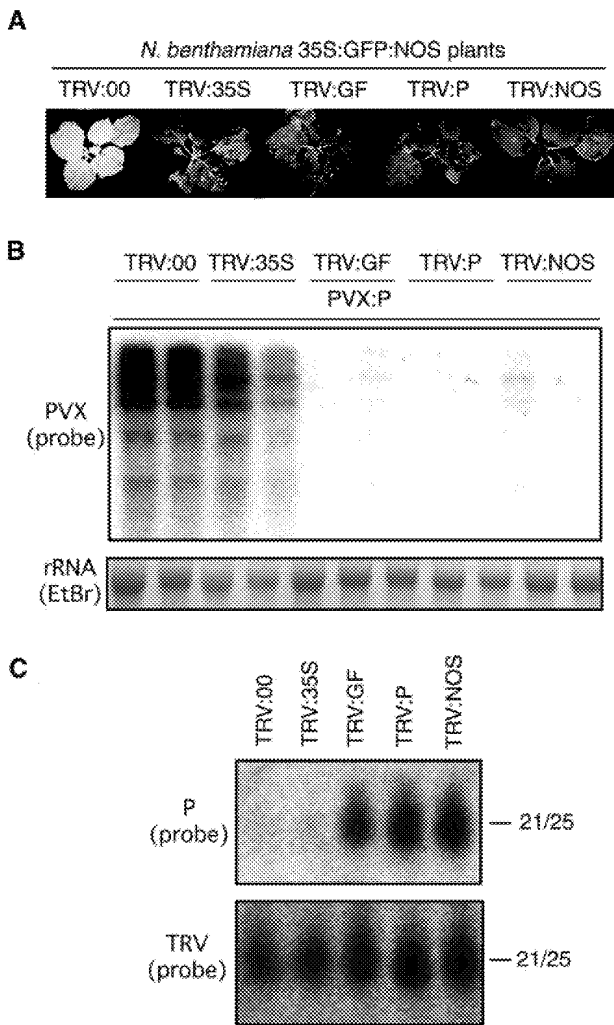 A
N. benthamiana 35S:GFP:NOS plants
TRV:00 TRV:35S TRV:GF TRV:P TRV:NOS
B
TRV:00 TRV:35S TRV:GF TRV:P TRV:NOS
PVX:P
PVX
(probe)
rRNA
(EtBr)
C
TRV:00 TRV:35S TRV:GF TRV:P TRV:NOS
P
(probe)
21/25
TRV
(probe)
21/25